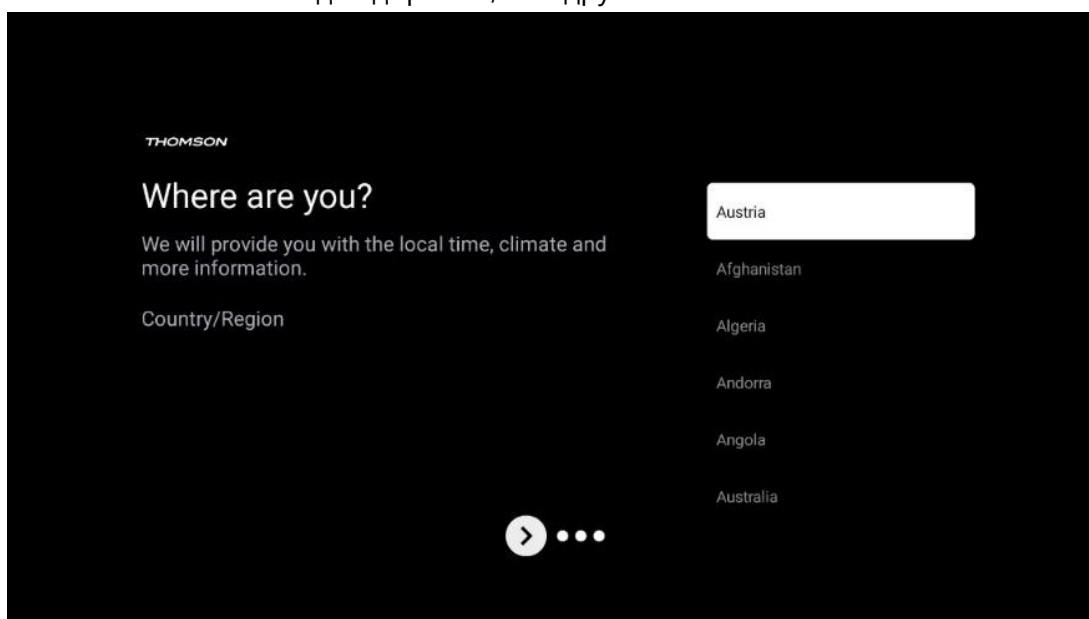 THOMSON
Where are you?
We will provide you with the local time, climate and
more information.
Country/Region
Austria
Afghanistan
Algeria
Andorra
Angola
Australia